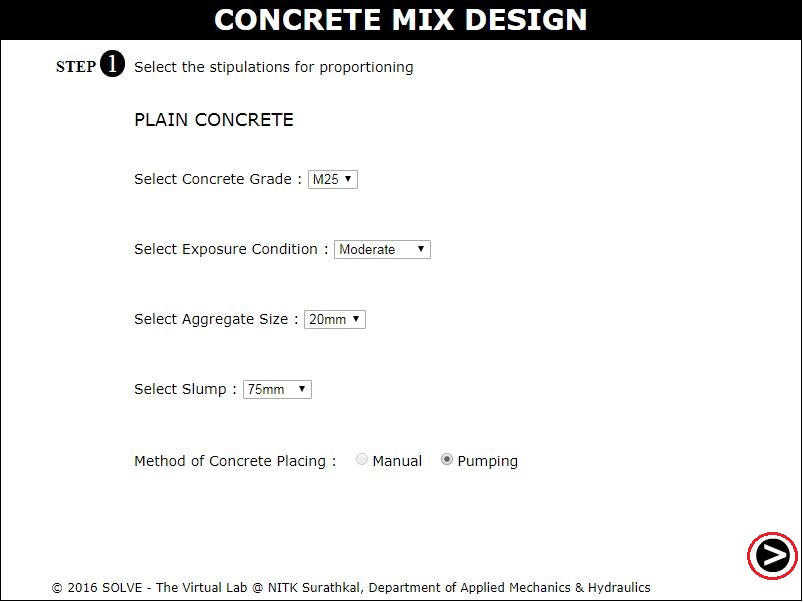 CONCRETE MIX DESIGN
STEP 1 Select the stipulations for proportioning
PLAIN CONCRETE
Select Concrete Grade : M25
Select Exposure Condition : Moderate
Select Aggregate Size : 20mm
Select Slump : 75mm
Method of Concrete Placing : Manual Pumping
© 2016 SOLVE - The Virtual Lab @ NITK Surathkal, Department of Applied Mechanics & Hydraulics